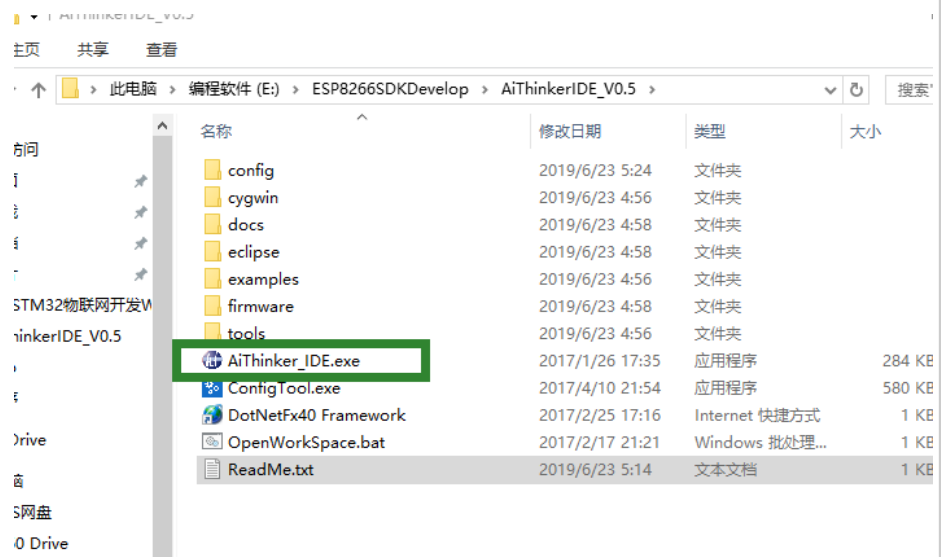 AiThinkerIDE_V0.5
主页 共享 查看
此电脑 编程软件 (E:) ESP8266SDKDevelop AiThinkerIDE_V0.5 搜索"
名称 修改日期 类型 大小
config 2019/6/23 5:24 文件夹
cygwin 2019/6/23 4:56 文件夹
docs 2019/6/23 4:58 文件夹
eclipse 2019/6/23 4:58 文件夹
examples 2019/6/23 4:56 文件夹
firmware 2019/6/23 4:58 文件夹
tools 2019/6/23 4:56 文件夹
AiThinker_IDE.exe 2017/1/26 17:35 应用程序 284 KB
ConfigTool.exe 2017/4/10 21:54 应用程序 580 KB
DotNetFx40 Framework 2017/2/25 17:16 Internet 快捷方式 1 KB
OpenWorkSpace.bat 2017/2/17 21:21 Windows 批处理... 1 KB
ReadMe.txt 2019/6/23 5:14 文本文档 1 KB
访问
STM32物联网开发W
hinkerIDE_V0.5
Drive
脑
S网盘
0 Drive